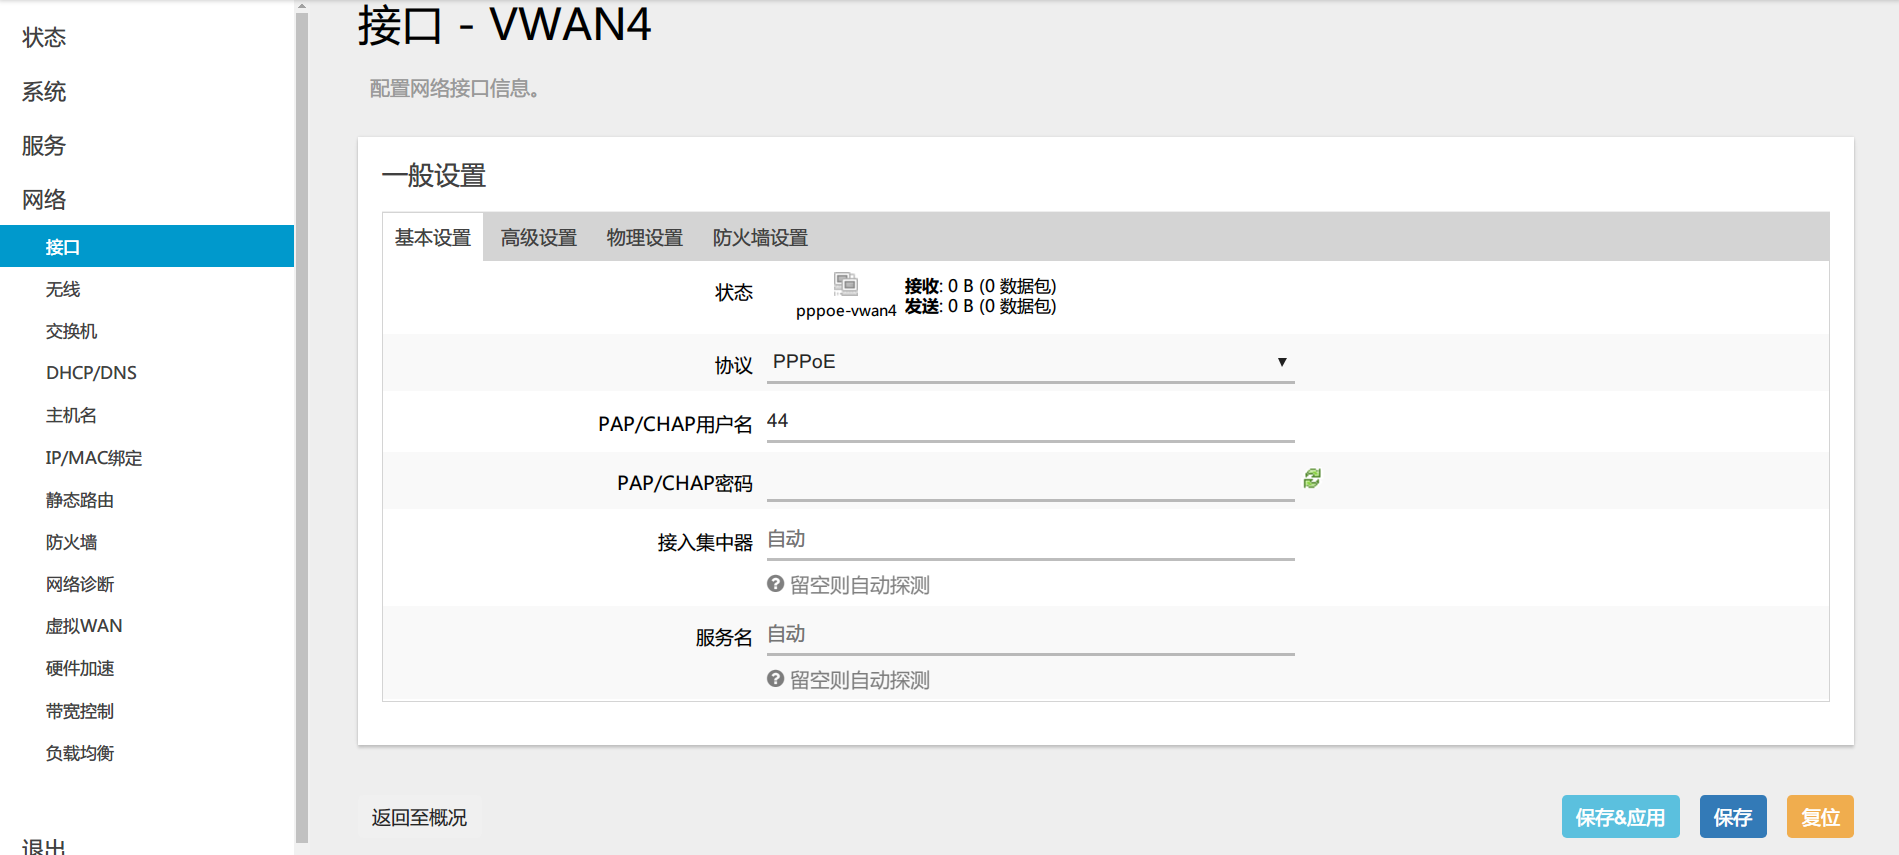 状态
系统
服务
网络
接口
无线
交换机
DHCP/DNS
主机名
IP/MAC绑定
静态路由
防火墙
网络诊断
虚拟WAN
硬件加速
带宽控制
负载均衡
退出
接口 - VWAN4
配置网络接口信息。
一般设置
基本设置 高级设置 物理设置 防火墙设置
状态
pppoe-vwan4
接收: 0 B (0 数据包)
发送: 0 B (0 数据包)
协议 PPPoE
PAP/CHAP用户名 44
PAP/CHAP密码
接入集中器 自动
留空则自动探测
服务名 自动
留空则自动探测
返回至概况 保存&应用 保存 复位